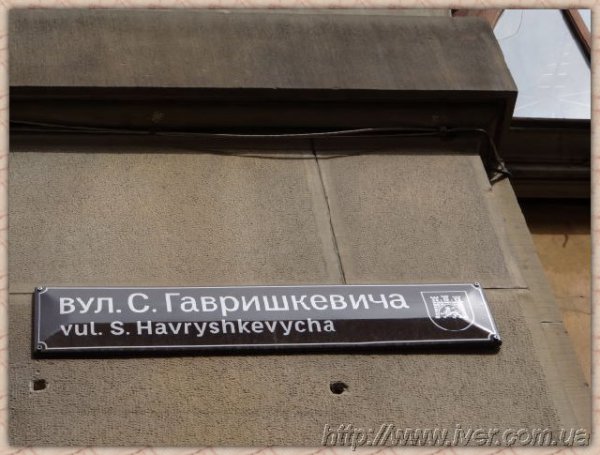 вул. С. Гавришкевича
vul. S. Havryshkevycha
http://www.iver.com.ua